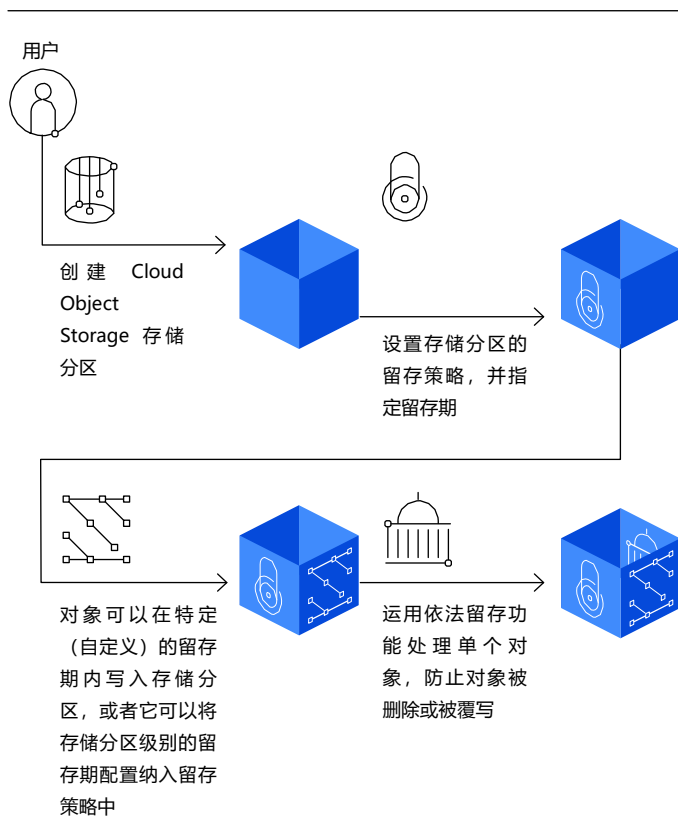 用户
创建 Cloud
Object
Storage 存储
分区
设置存储分区的
留存策略，并指
定留存期
对象可以在特定
（自定义）的留存
期内写入存储分
区，或者它可以将
存储分区级别的留
存期配置纳入留存
策略中
运用依法留存功
能处理单个对
象，防止对象被
删除或被覆写